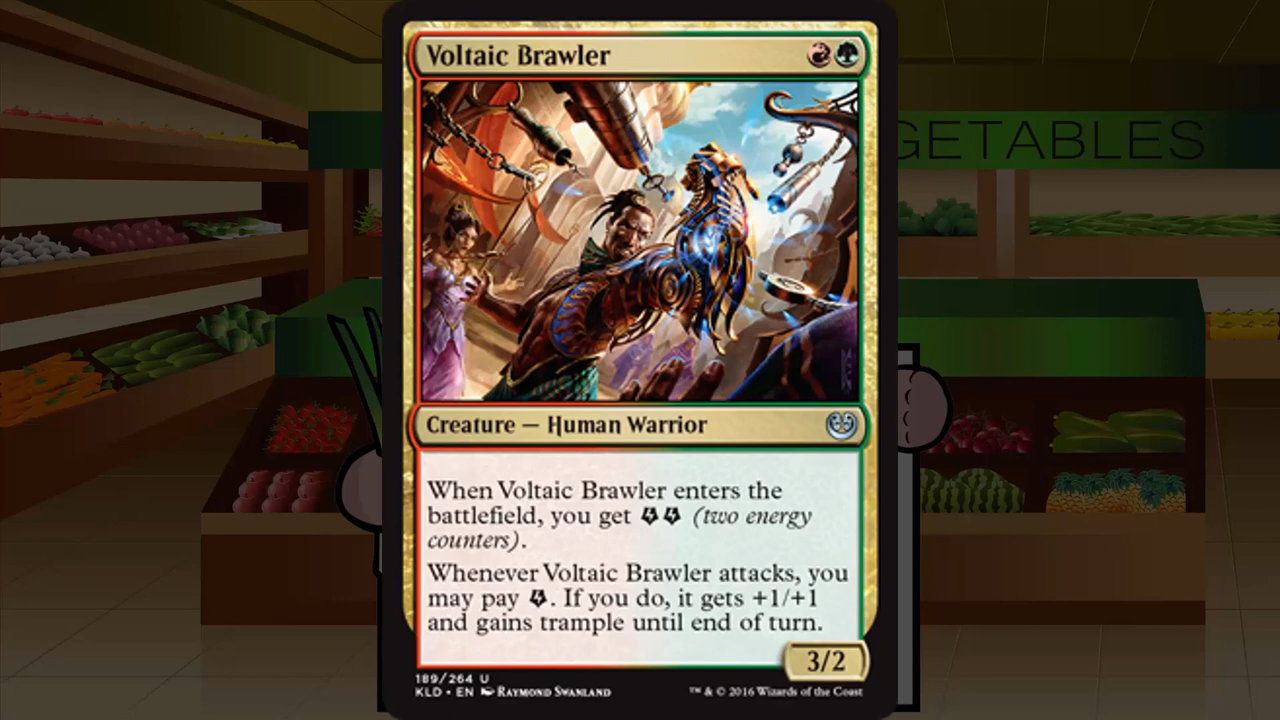 Voltaic Brawler
GETABLES
Creature — Human Warrior
When Voltaic Brawler enters the
battlefield, you get (two energy
counters).
Whenever Voltaic Brawler attacks, you
may pay . If you do, it gets +1/+1
and gains trample until end of turn.
3/2
189/264 U
KLD • EN RAYMOND SWANLAND
™ & © 2016 Wizards of the Coast